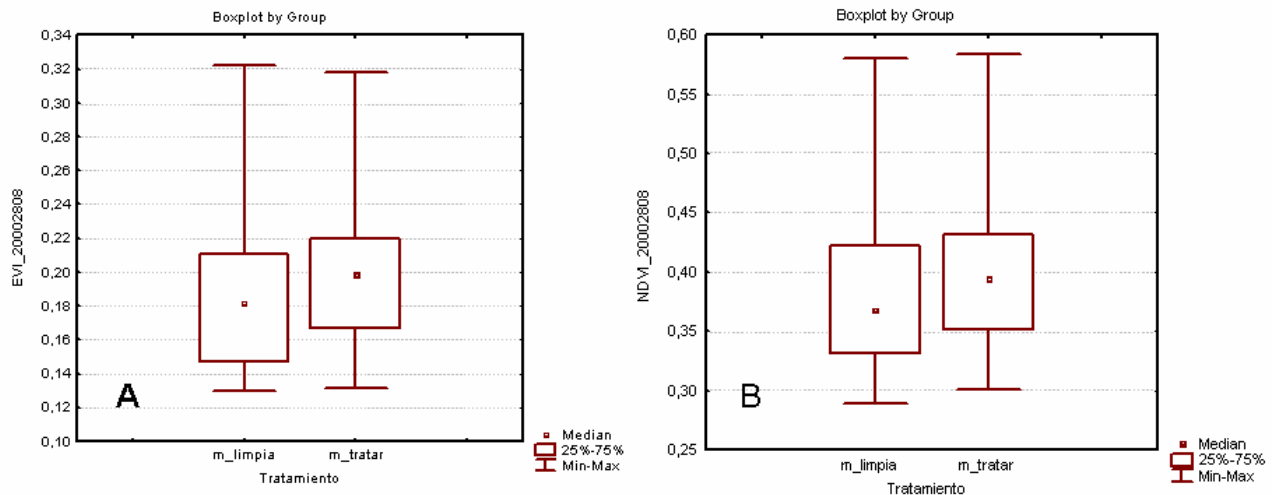 Boxplot by Group
0,34
0,32
0,30
0,28
0,26
0,24
0,22
0,20
0,18
0,16
0,14
0,12
0,10
EVI_20002808
A
m_limpia m_tratar
Tratamiento
Median
25%-75%
Min-Max
Boxplot by Group
0,60
0,55
0,50
0,45
0,40
0,35
0,30
0,25
NDVI_20002808
B
m_limpia m_tratar
Tratamiento
Median
25%-75%
Min-Max